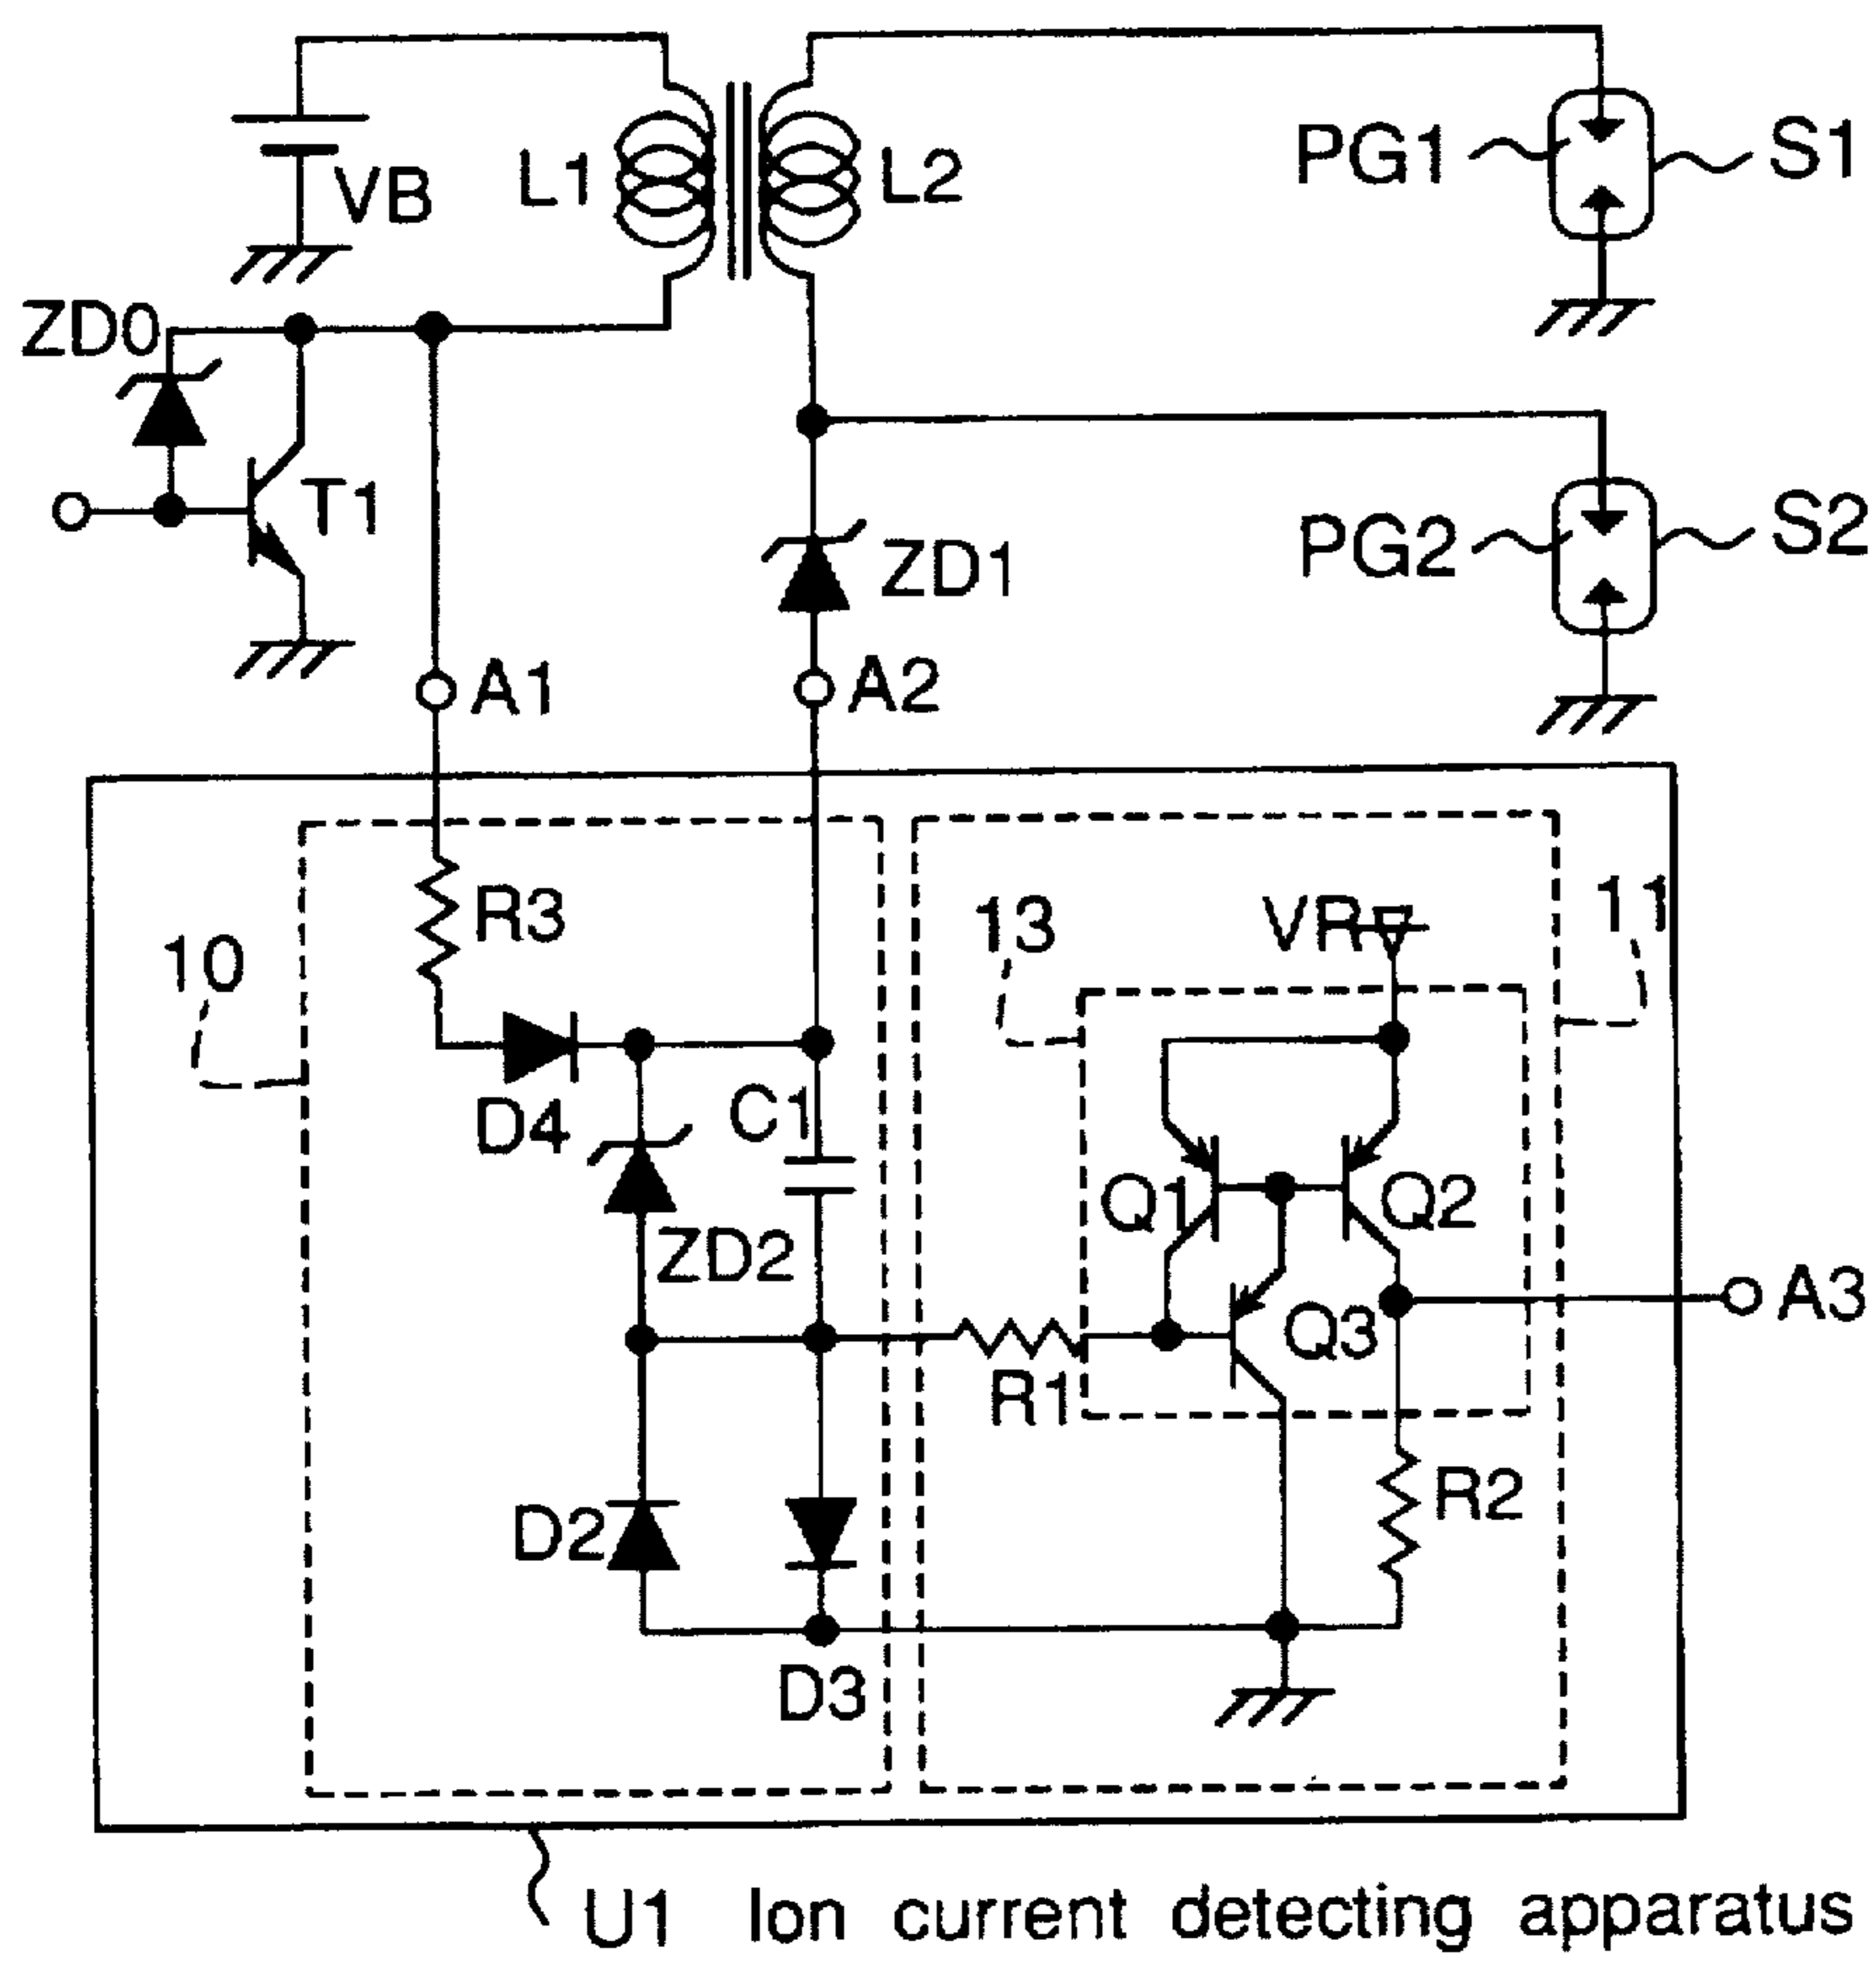 VB
L1
L2
PG1
S1
ZD0
T1
ZD1
PG2
S2
A1
A2
R3
10
13
VR
11
D4
C1
Q1
Q2
ZD2
Q3
A3
R1
D2
R2
D3
U1 Ion current detecting apparatus